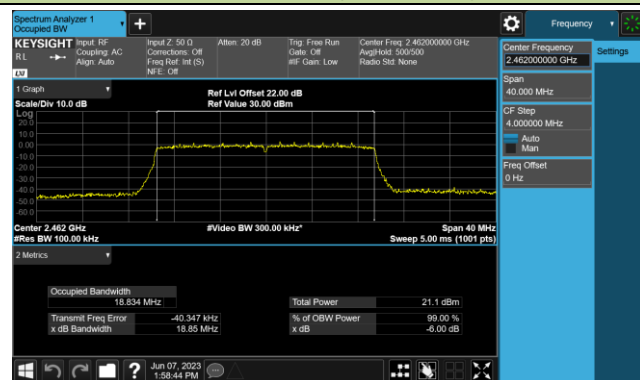 Spectrum Analyzer 1
Occupied BW
+
Frequency
KEYSIGHT
RL
LXI
Input: RF
Coupling: AC
Align: Auto
Input Z: 50 Ω
Corrections: Off
Freq Ref: Int (S)
NFE: Off
Atten: 20 dB
Trig: Free Run
Gate: Off
#IF Gain: Low
Center Freq: 2.462000000 GHz
Avg|Hold: 500/500
Radio Std: None
Center Frequency
2.462000000 GHz
Settings
Span
40.000 MHz
CF Step
4.000000 MHz
Auto
Man
Freq Offset
0 Hz
1 Graph
Scale/Div 10.0 dB
Ref Lvl Offset 22.00 dB
Ref Value 30.00 dBm
Log
20.0
10.0
0.00
-10.0
-20.0
-30.0
-40.0
-50.0
-60.0
Center 2.462 GHz
#Res BW 100.00 kHz
#Video BW 300.00 kHz*
Span 40 MHz
Sweep 5.00 ms (1001 pts)
2 Metrics
Occupied Bandwidth
18.834 MHz
Total Power 21.1 dBm
Transmit Freq Error -40.347 kHz
% of OBW Power 99.00 %
x dB Bandwidth 18.85 MHz
x dB -6.00 dB
?
Jun 07, 2023
1:58:44 PM